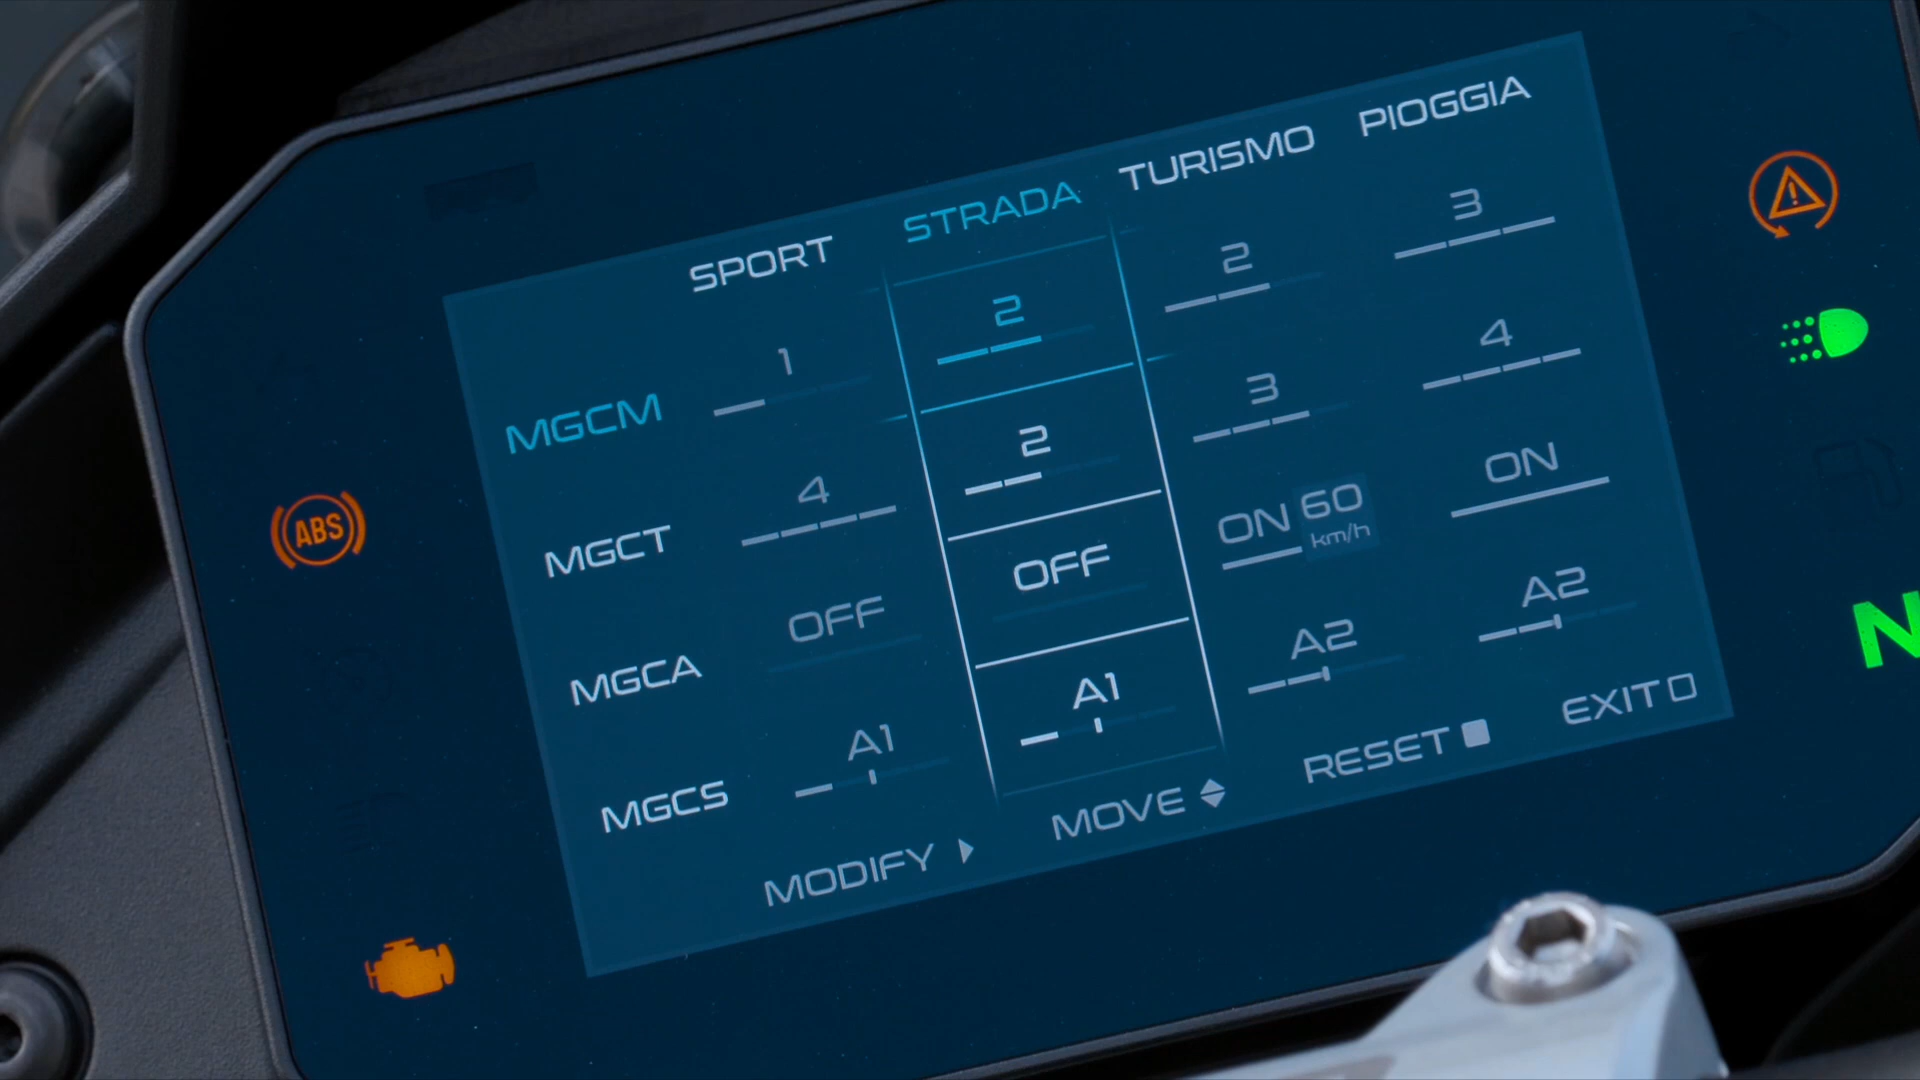 SPORT STRADA TURISMO PIOGGIA
MGCM 1 2 2 3
MGCT 4 2 3 4
MGCA OFF OFF ON 60 km/h ON
MGCS A1 A1 A2 A2
MODIFY MOVE RESET EXIT
ABS
N